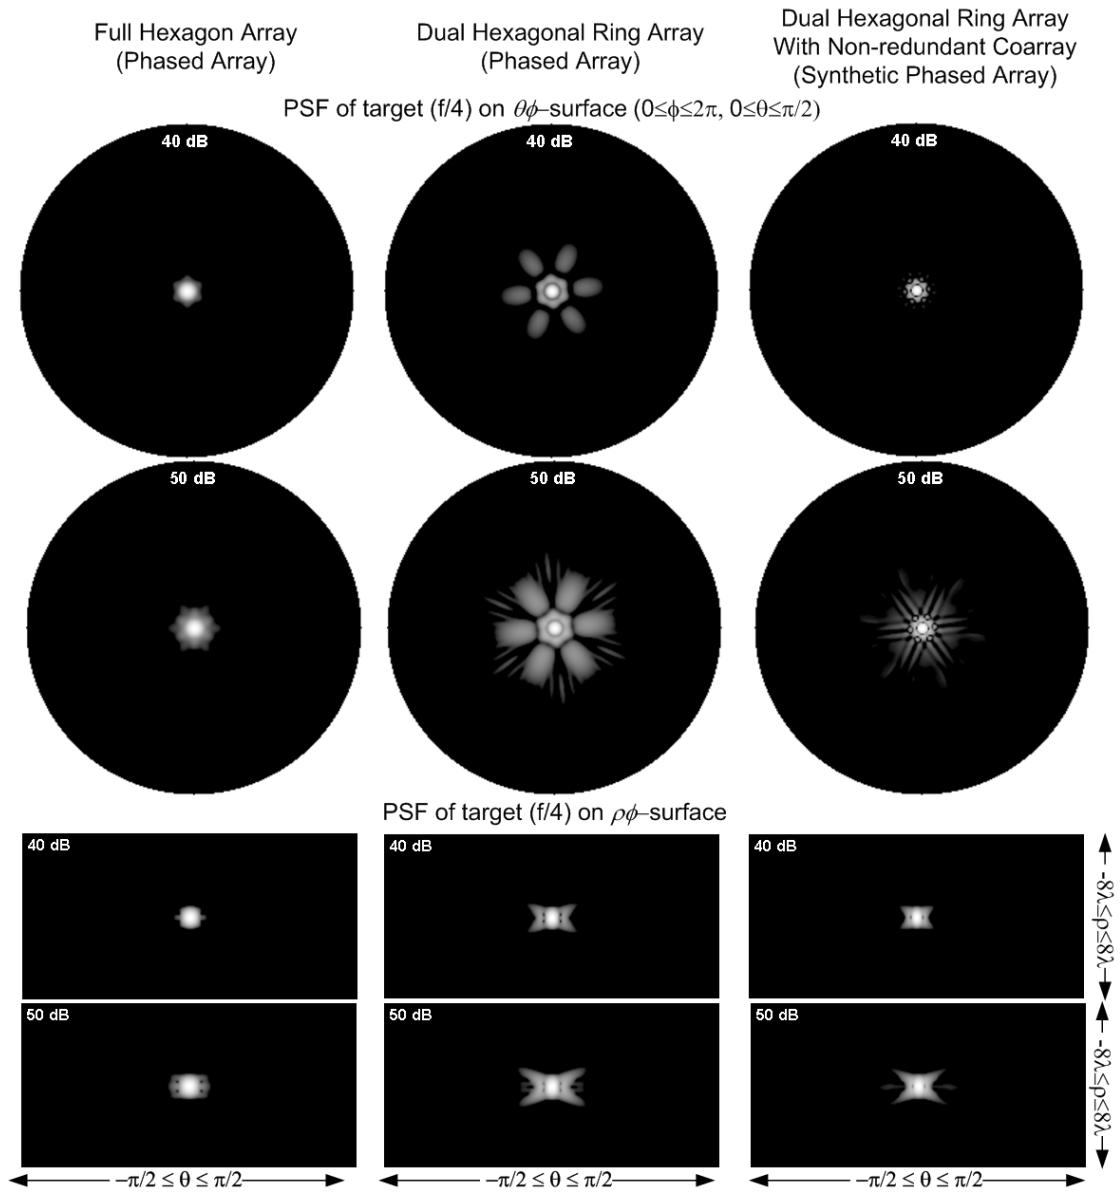 Full Hexagon Array
(Phased Array)
Dual Hexagonal Ring Array
(Phased Array)
Dual Hexagonal Ring Array
With Non-redundant Coarray
(Synthetic Phased Array)
PSF of target (f/4) on θϕ–surface (0≤ϕ≤2π, 0≤θ≤π/2)
40 dB
40 dB
40 dB
50 dB
50 dB
50 dB
PSF of target (f/4) on ρϕ–surface
40 dB
40 dB
40 dB
-8λ≤ρ≤8λ
50 dB
50 dB
50 dB
-8λ≤ρ≤8λ
–π/2 ≤ θ ≤ π/2
–π/2 ≤ θ ≤ π/2
–π/2 ≤ θ ≤ π/2